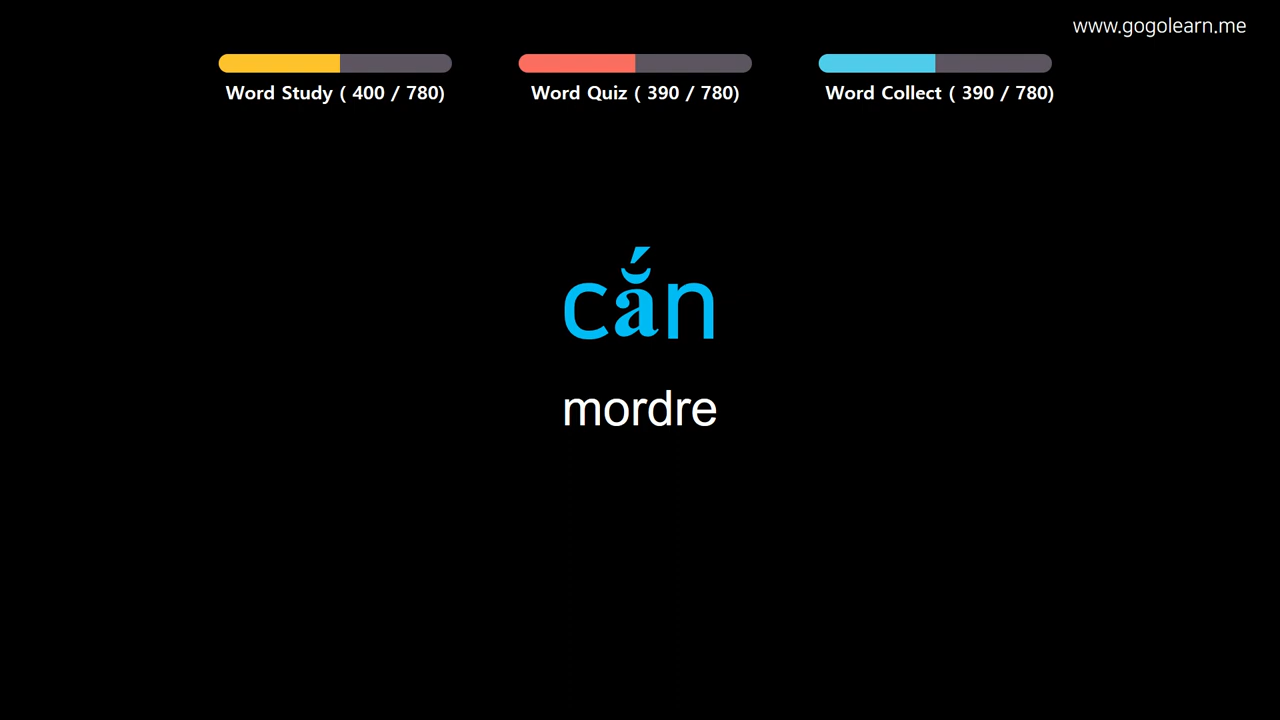 www.gogolearn.me
Word Study ( 400 / 780)
Word Quiz ( 390 / 780)
Word Collect ( 390 / 780)
cắn
mordre